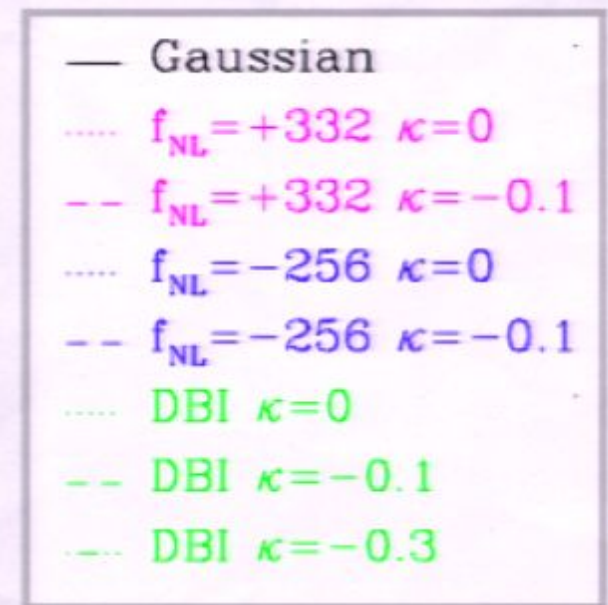 Gaussian
f_NL=+332 κ=0
f_NL=+332 κ=-0.1
f_NL=-256 κ=0
f_NL=-256 κ=-0.1
DBI κ=0
DBI κ=-0.1
DBI κ=-0.3